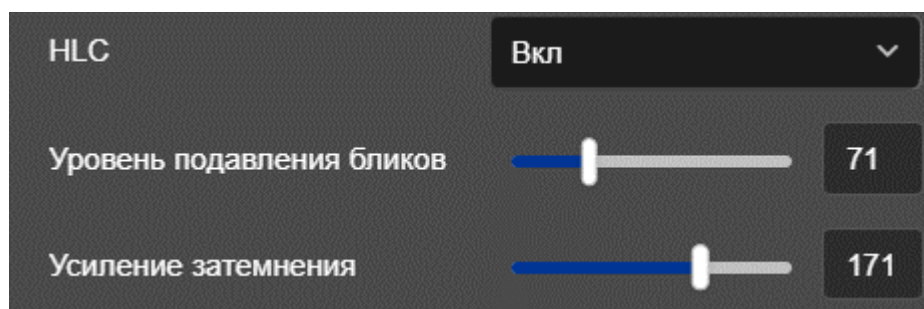 HLC Вкл
Уровень подавления бликов 71
Усиление затемнения 171